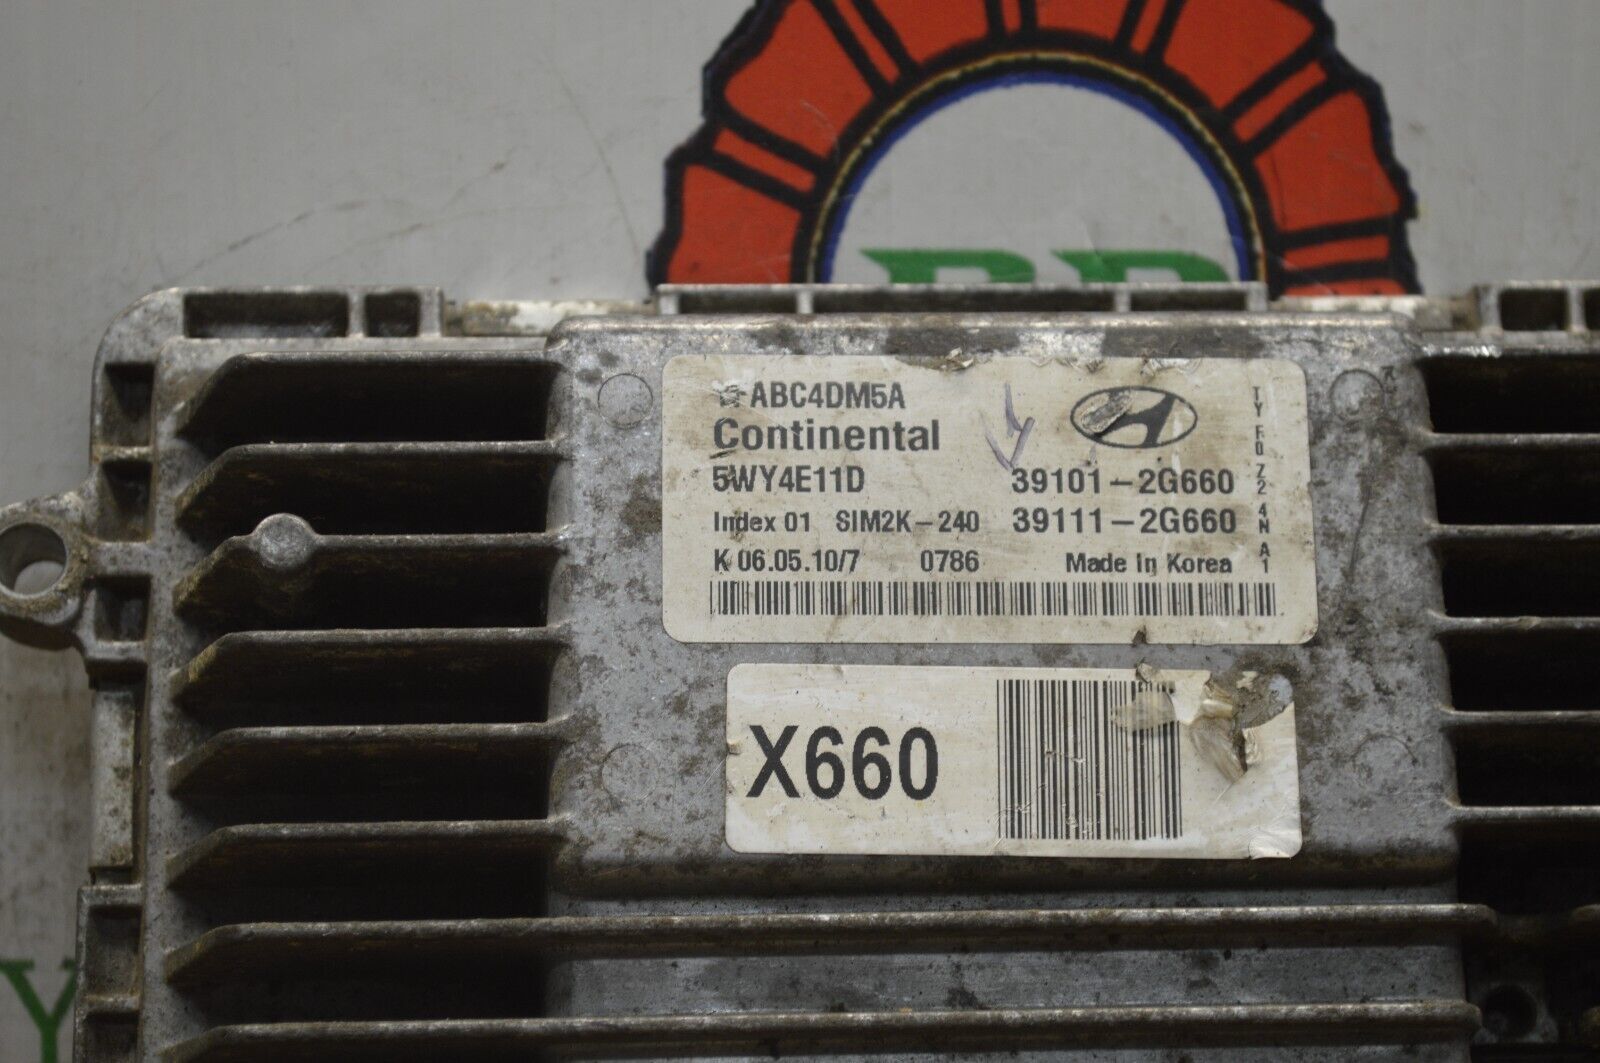 ABC4DM5A
Continental
5WY4E11D 39101-2G660
Index 01 SIM2K-240 39111-2G660
K 06.05.10/7 0786 Made in Korea
X660
Y